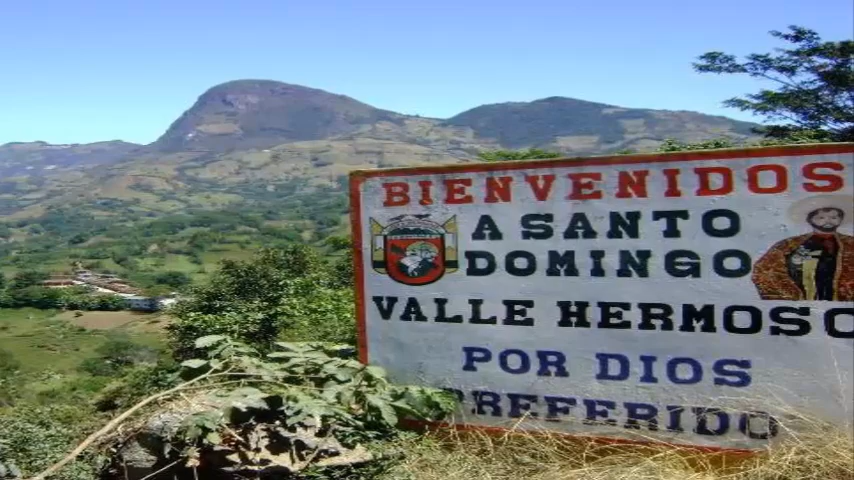 BIENVENIDOS
A SANTO
DOMINGO
VALLE HERMOSO
POR DIOS
PREFERIDO